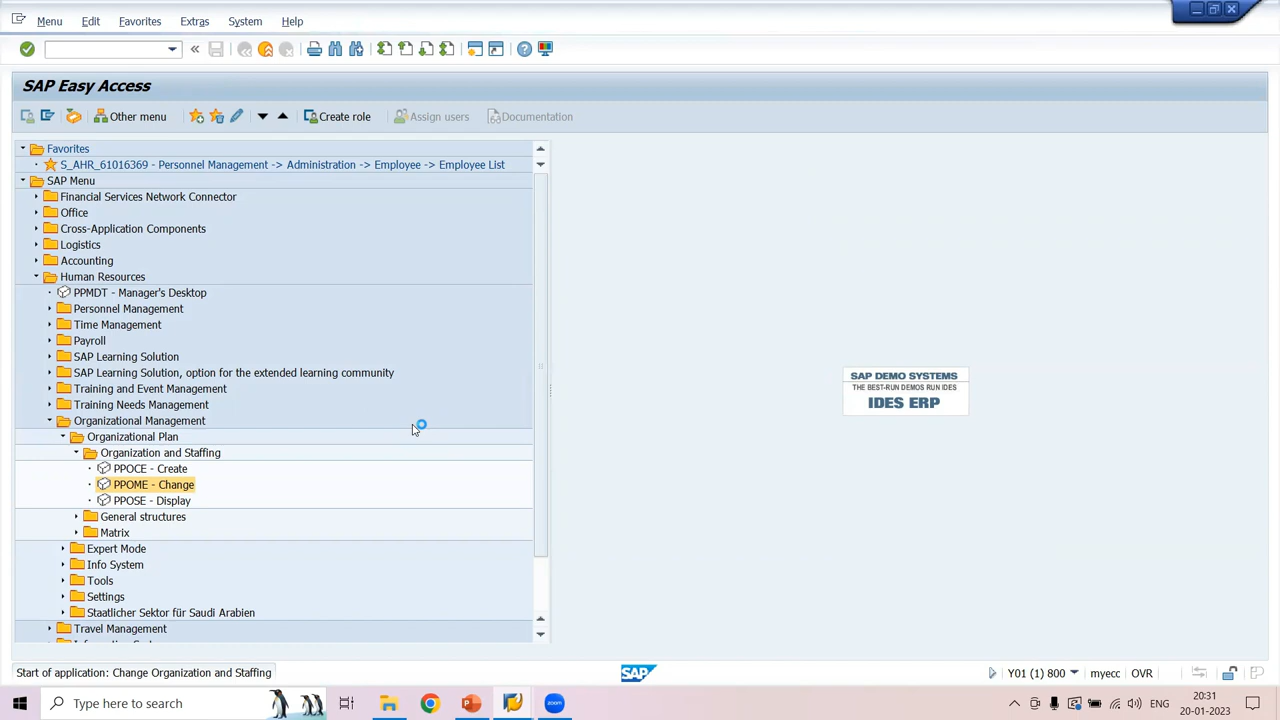 Menu Edit Favorites Extras System Help
SAP Easy Access
Other menu Create role Assign users Documentation
Favorites
S_AHR_61016369 - Personnel Management -> Administration -> Employee -> Employee List
SAP Menu
Financial Services Network Connector
Office
Cross-Application Components
Logistics
Accounting
Human Resources
PPMDT - Manager's Desktop
Personnel Management
Time Management
Payroll
SAP Learning Solution
SAP Learning Solution, option for the extended learning community
Training and Event Management
Training Needs Management
Organizational Management
Organizational Plan
Organization and Staffing
PPOCE - Create
PPOME - Change
PPOSE - Display
General structures
Matrix
Expert Mode
Info System
Tools
Settings
Staatlicher Sektor für Saudi Arabien
Travel Management
SAP DEMO SYSTEMS
THE BEST-RUN DEMOS RUN IDES
IDES ERP
Start of application: Change Organization and Staffing
SAP
Y01 (1) 800 myecc OVR
Type here to search
zoom
ENG
20:31
20-01-2023